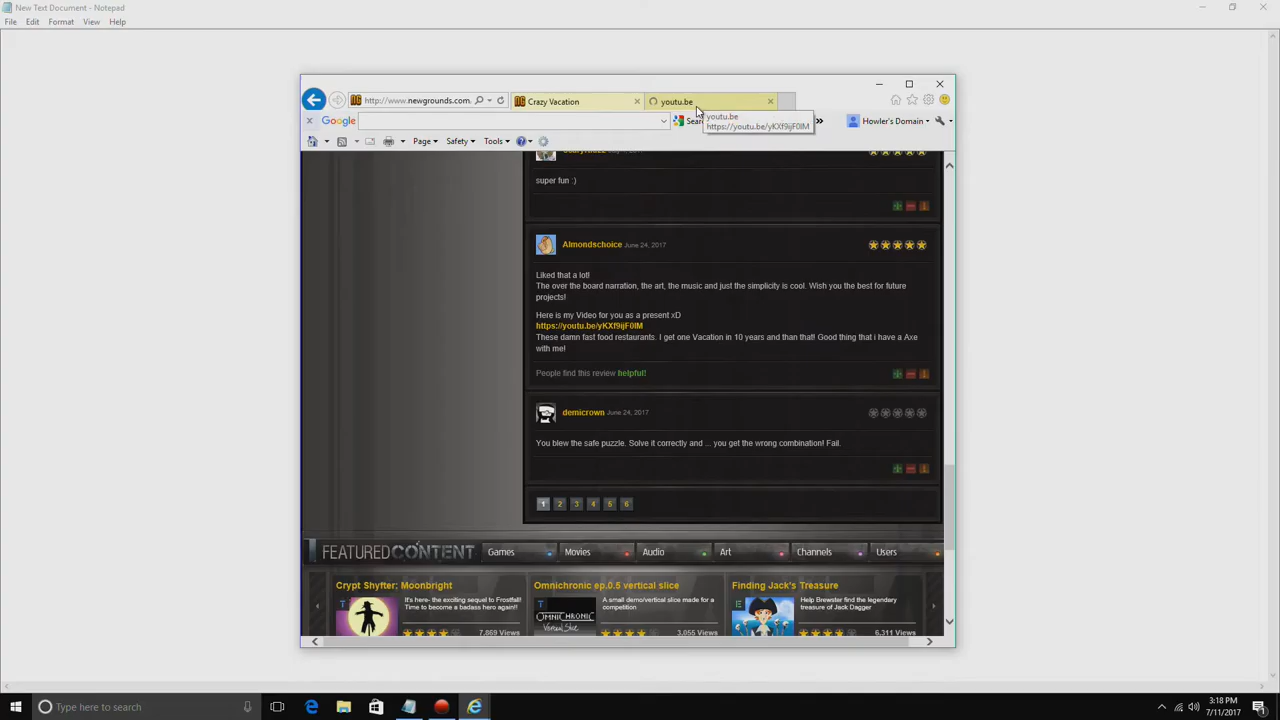 New Text Document - Notepad
File Edit Format View Help
http://www.newgrounds.com.
Crazy Vacation
youtu.be
youtu.be
https://youtu.be/yKXf9ijF0lM
Google
Sear
Howler's Domain
Page
Safety
Tools
super fun :)
Almondschoice June 24, 2017
Liked that a lot!
The over the board narration, the art, the music and just the simplicity is cool. Wish you the best for future
projects!
Here is my Video for you as a present xD
https://youtu.be/yKXf9ijF0lM
These damn fast food restaurants. I get one Vacation in 10 years and than that! Good thing that i have a Axe
with me!
People find this review helpful!
demicrown June 24, 2017
You blew the safe puzzle. Solve it correctly and ... you get the wrong combination! Fail.
1 2 3 4 5 6
FEATURED CONTENT Games Movies Audio Art Channels Users
Crypt Shyfter: Moonbright
It's here- the exciting sequel to Frostfall!
Time to become a badass hero again!!
7,869 Views
Omnichronic ep.0.5 vertical slice
A small demo/vertical slice made for a
competition
OMNICHRONIC
Vertical Slice
3,055 Views
Finding Jack's Treasure
Help Brewster find the legendary
treasure of Jack Dagger
6,311 Views
Type here to search
3:18 PM
7/11/2017